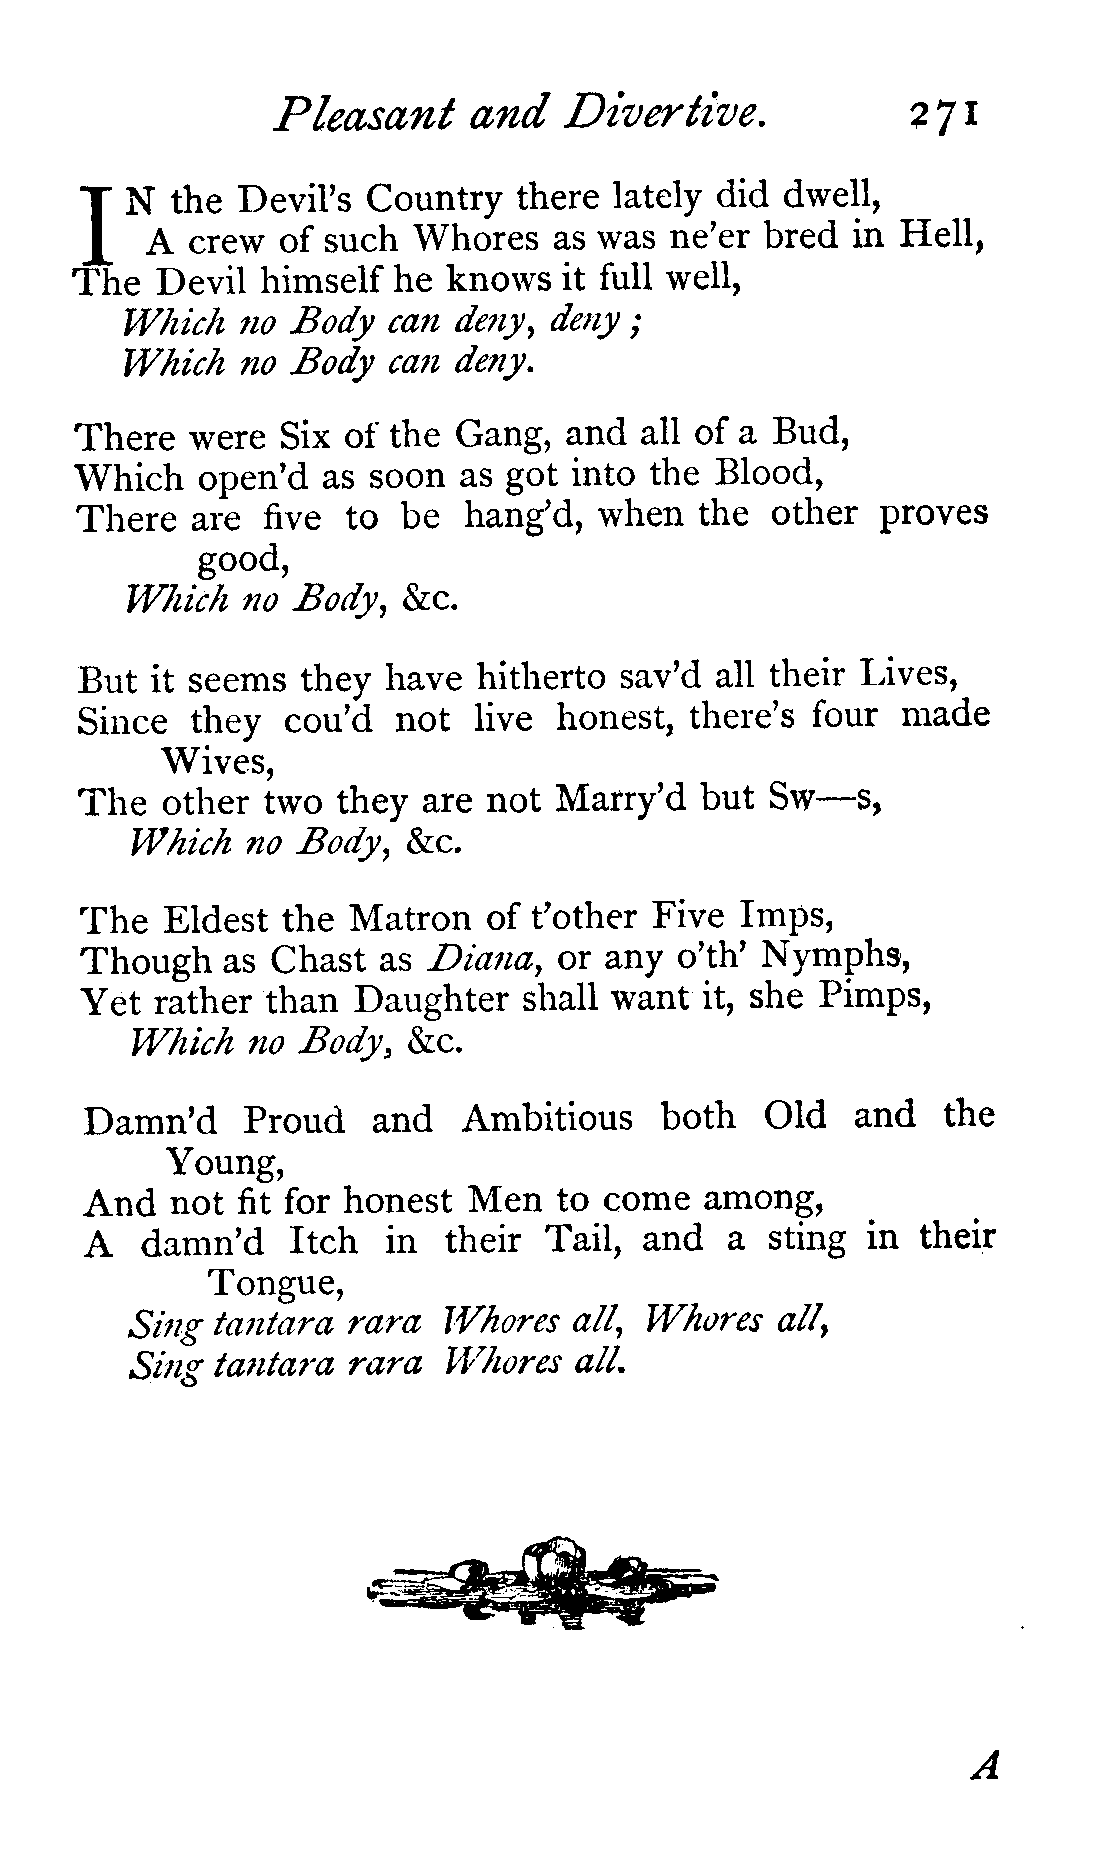 Pleasant and Divertive. 271
IN the Devil's Country there lately did dwell,
A crew of such Whores as was ne'er bred in Hell,
The Devil himself he knows it full well,
Which no Body can deny, deny ;
Which no Body can deny.
There were Six of the Gang, and all of a Bud,
Which open'd as soon as got into the Blood,
There are five to be hang'd, when the other proves
good,
Which no Body, &c.
But it seems they have hitherto sav'd all their Lives,
Since they cou'd not live honest, there's four made
Wives,
The other two they are not Marry'd but Sw—s,
Which no Body, &c.
The Eldest the Matron of t'other Five Imps,
Though as Chast as Diana, or any o'th' Nymphs,
Yet rather than Daughter shall want it, she Pimps,
Which no Body, &c.
Damn'd Proud and Ambitious both Old and the
Young,
And not fit for honest Men to come among,
A damn'd Itch in their Tail, and a sting in their
Tongue,
Sing tantara rara Whores all, Whores all,
Sing tantara rara Whores all.
A